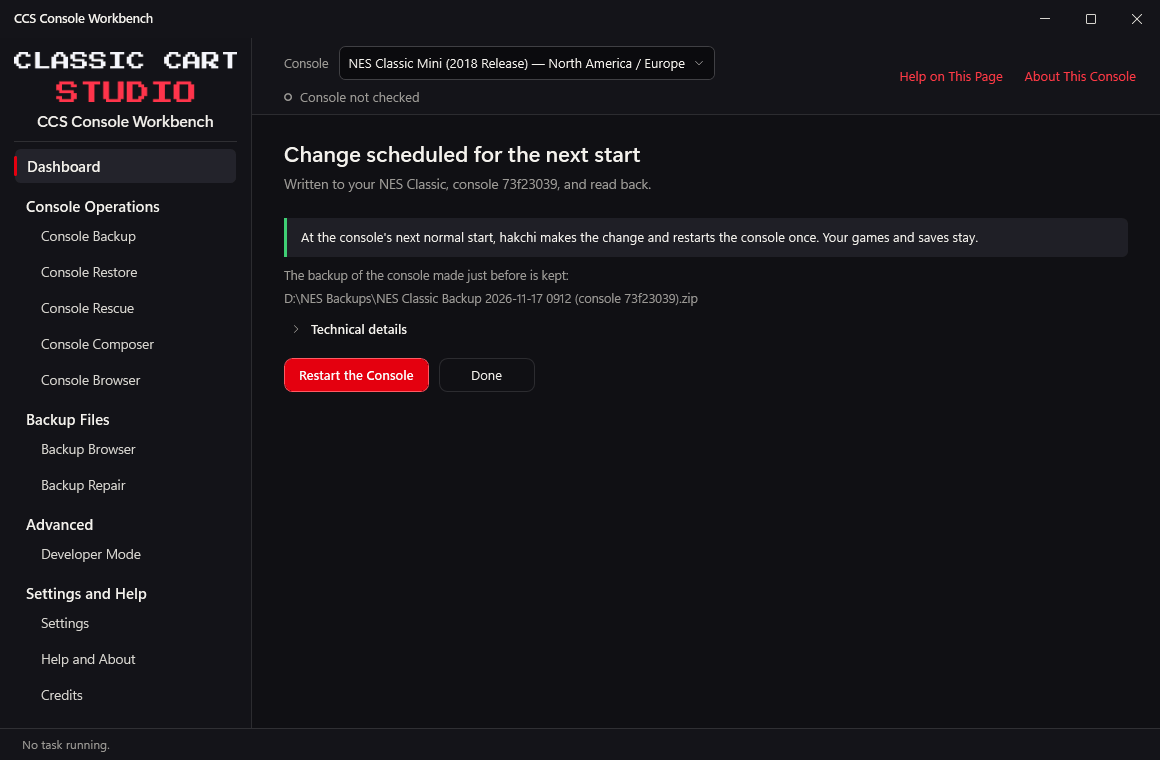 CCS Console Workbench
CLASSIC CART
STUDIO
CCS Console Workbench
Dashboard
Console Operations
Console Backup
Console Restore
Console Rescue
Console Composer
Console Browser
Backup Files
Backup Browser
Backup Repair
Advanced
Developer Mode
Settings and Help
Settings
Help and About
Credits
Console
NES Classic Mini (2018 Release) — North America / Europe
Console not checked
Help on This Page
About This Console
Change scheduled for the next start
Written to your NES Classic, console 73f23039, and read back.
At the console's next normal start, hakchi makes the change and restarts the console once. Your games and saves stay.
The backup of the console made just before is kept:
D:\NES Backups\NES Classic Backup 2026-11-17 0912 (console 73f23039).zip
Technical details
Restart the Console
Done
No task running.